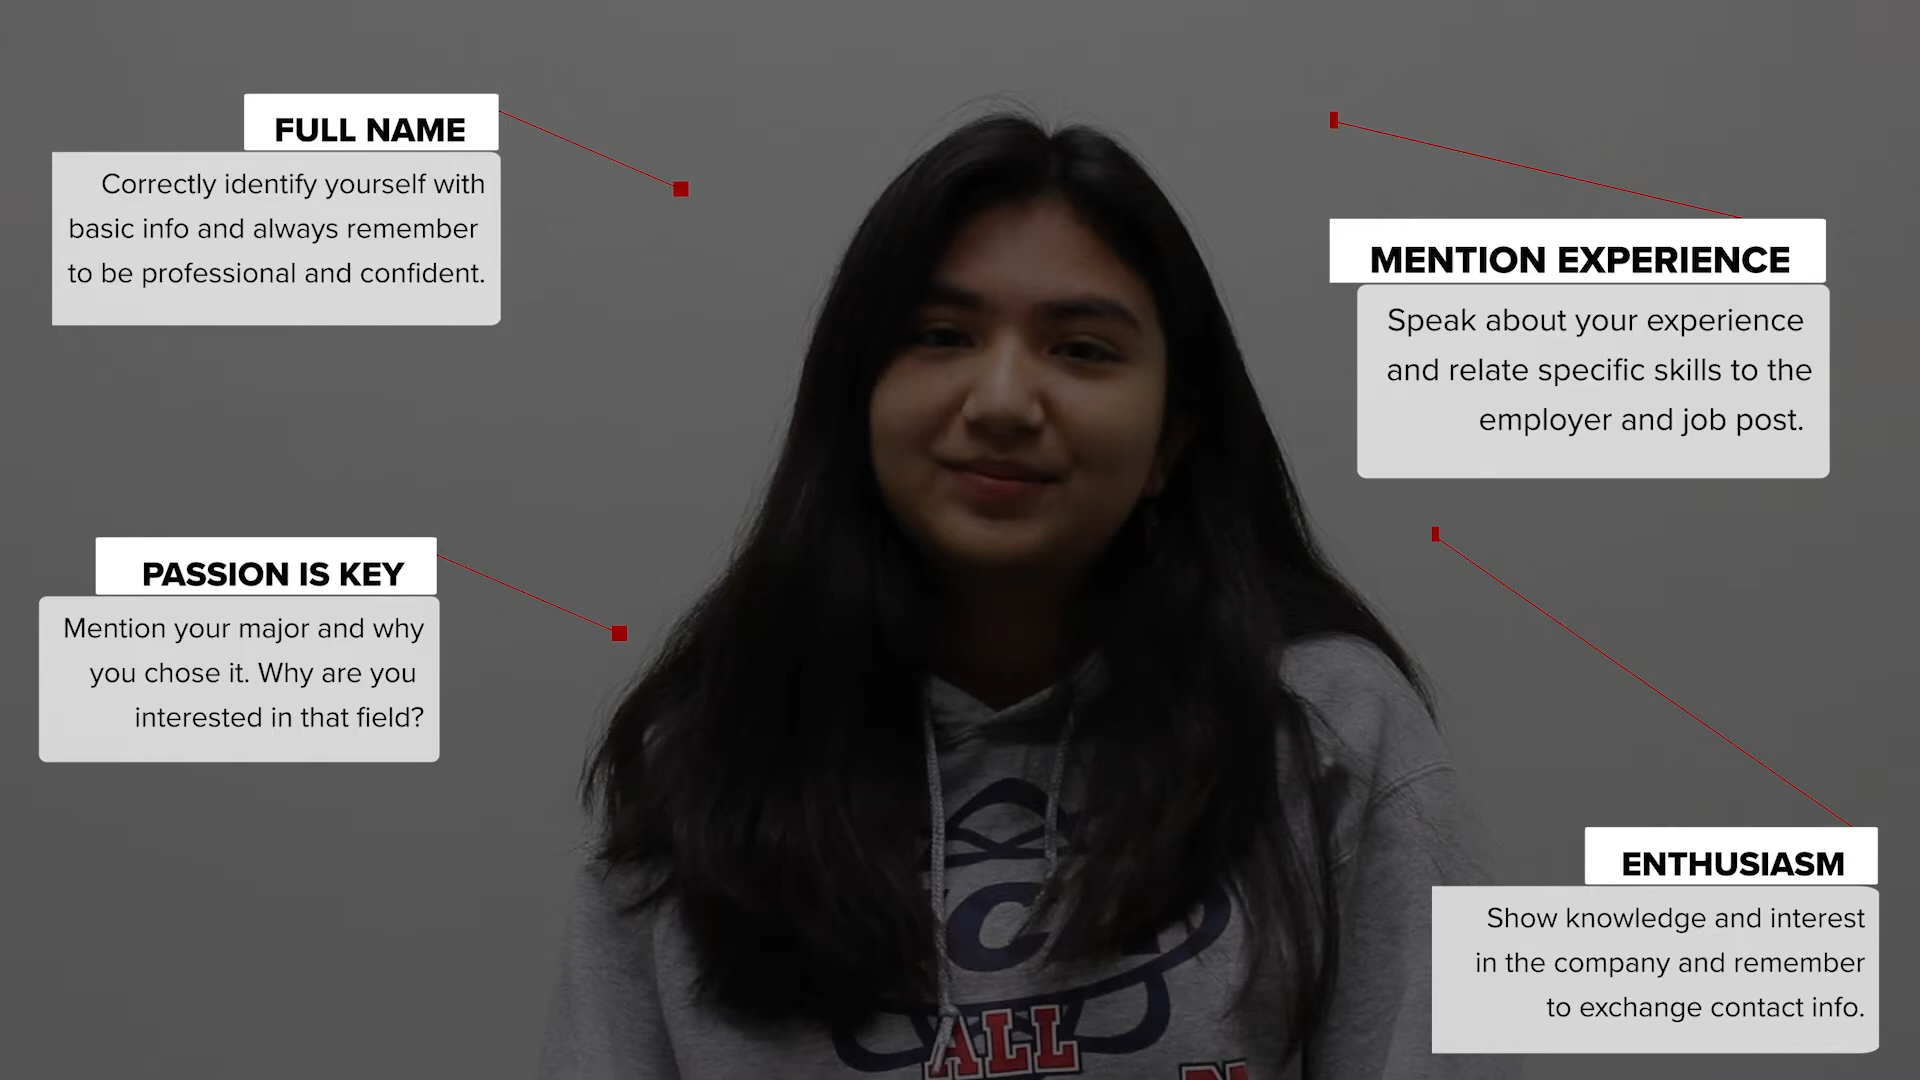 FULL NAME
Correctly identify yourself with
basic info and always remember
to be professional and confident.
MENTION EXPERIENCE
Speak about your experience
and relate specific skills to the
employer and job post.
PASSION IS KEY
Mention your major and why
you chose it. Why are you
interested in that field?
ENTHUSIASM
Show knowledge and interest
in the company and remember
to exchange contact info.
ALL